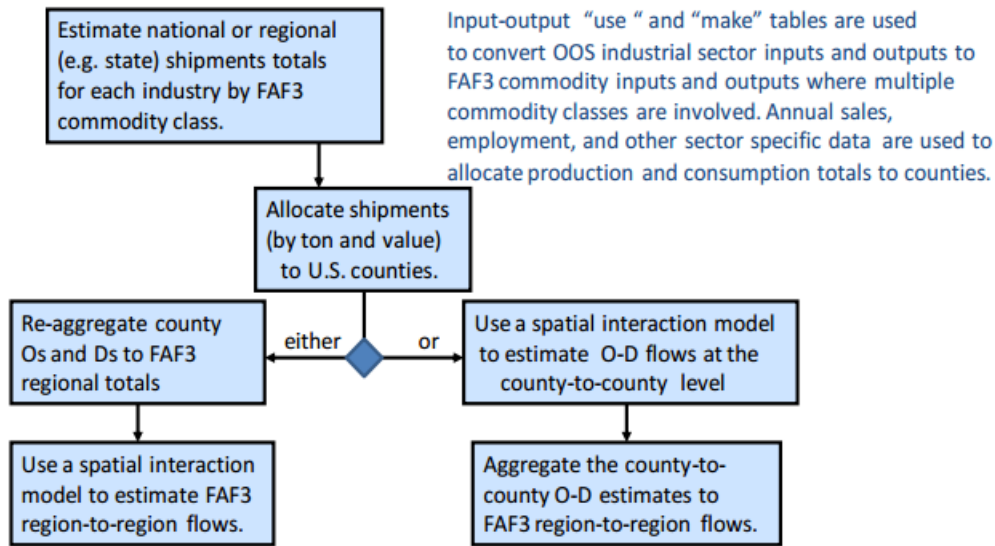 Estimate national or regional
(e.g. state) shipments totals
for each industry by FAF3
commodity class.
Input-output “use “ and “make” tables are used
to convert OOS industrial sector inputs and outputs to
FAF3 commodity inputs and outputs where multiple
commodity classes are involved. Annual sales,
employment, and other sector specific data are used to
allocate production and consumption totals to counties.
Allocate shipments
(by ton and value)
to U.S. counties.
Re-aggregate county
Os and Ds to FAF3
regional totals
either
or
Use a spatial interaction model
to estimate O-D flows at the
county-to-county level
Use a spatial interaction
model to estimate FAF3
region-to-region flows.
Aggregate the county-to-
county O-D estimates to
FAF3 region-to-region flows.